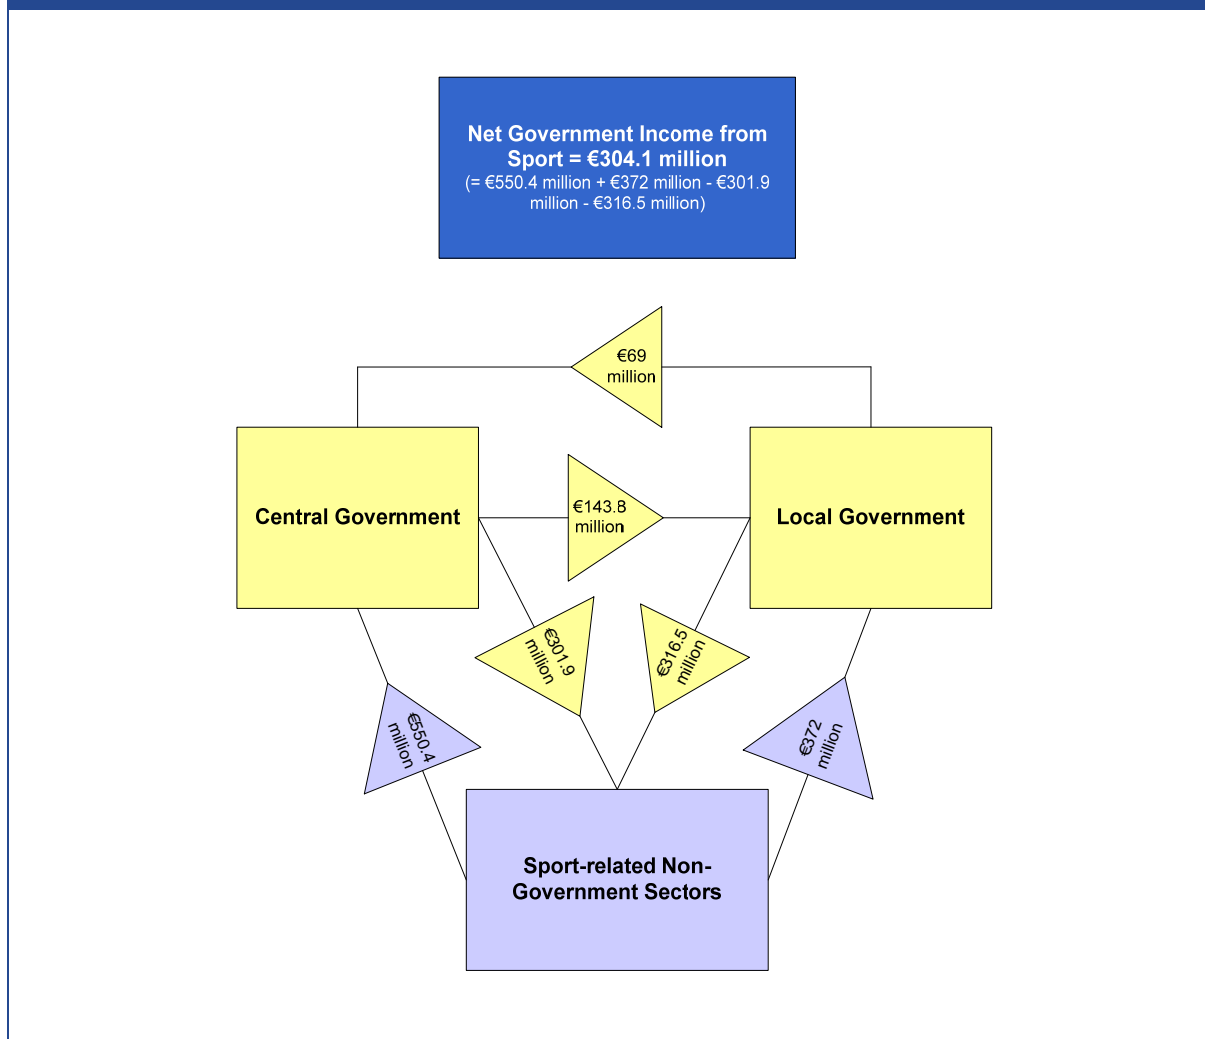 Net Government Income from
Sport = €304.1 million
(= €550.4 million + €372 million - €301.9
million - €316.5 million)
€69
million
Central Government
€143.8
million
Local Government
€301.9
million
€316.5
million
€550.4
million
€372
million
Sport-related Non-
Government Sectors